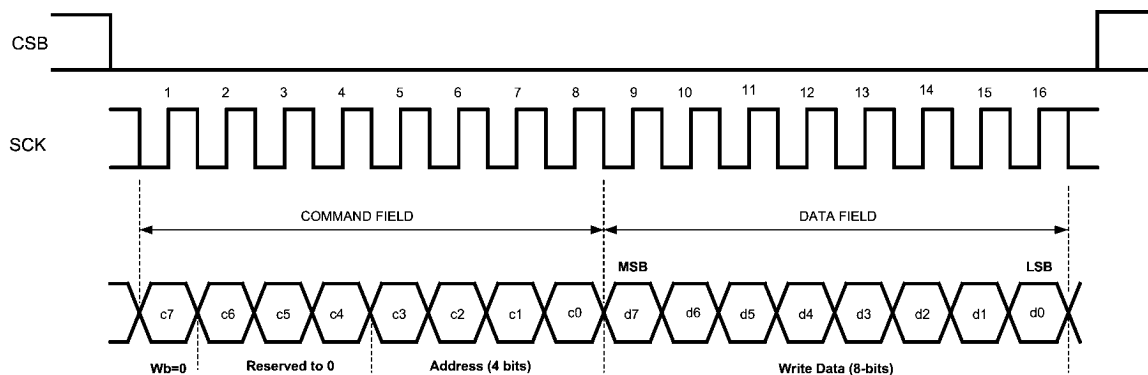 CSB
1 2 3 4 5 6 7 8 9 10 11 12 13 14 15 16
SCK
COMMAND FIELD DATA FIELD
MSB LSB
c7 c6 c5 c4 c3 c2 c1 c0 d7 d6 d5 d4 d3 d2 d1 d0
Wb=0 Reserved to 0 Address (4 bits) Write Data (8-bits)